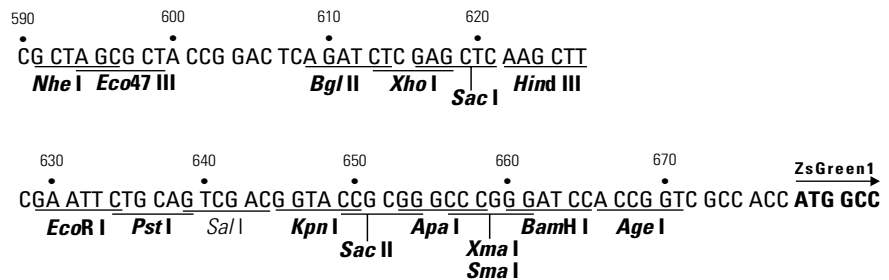 590 600 610 620
CG CTA GCG CTA CCG GAC TCA GAT CTC GAG CTC AAG CTT
Nhe I Eco47 III Bgl II Xho I Hind III
Sac I
630 640 650 660 670 ZsGreen1
CGA ATT CTG CAG TCG ACG GTA CCG CGG GCC CGG GAT CCA CCG GTC GCC ACC ATG GCC
EcoR I Pst I Sal I Kpn I Apa I BamH I Age I
Sac II Xma I
Sma I